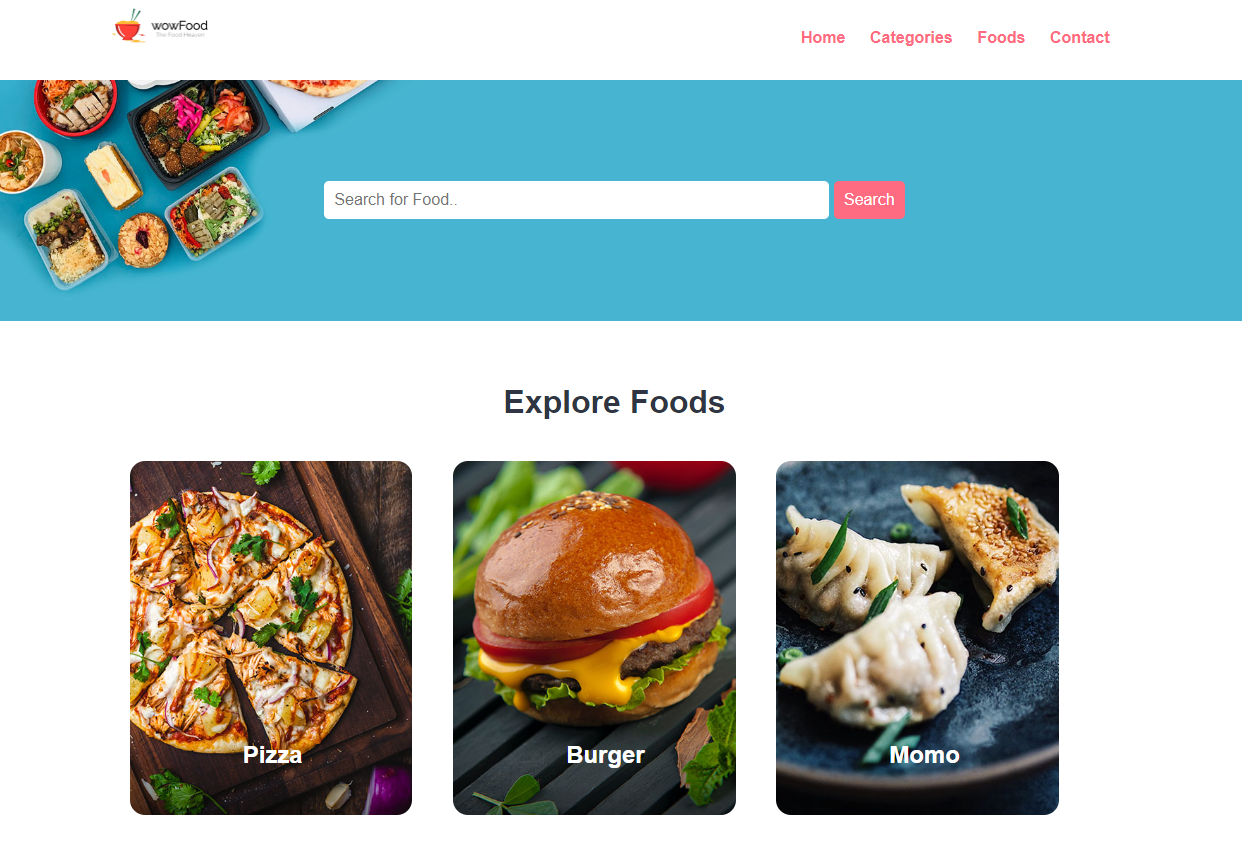 wowFood
The Food Heaven
Home Categories Foods Contact
Search for Food.. Search
Explore Foods
Pizza Burger Momo